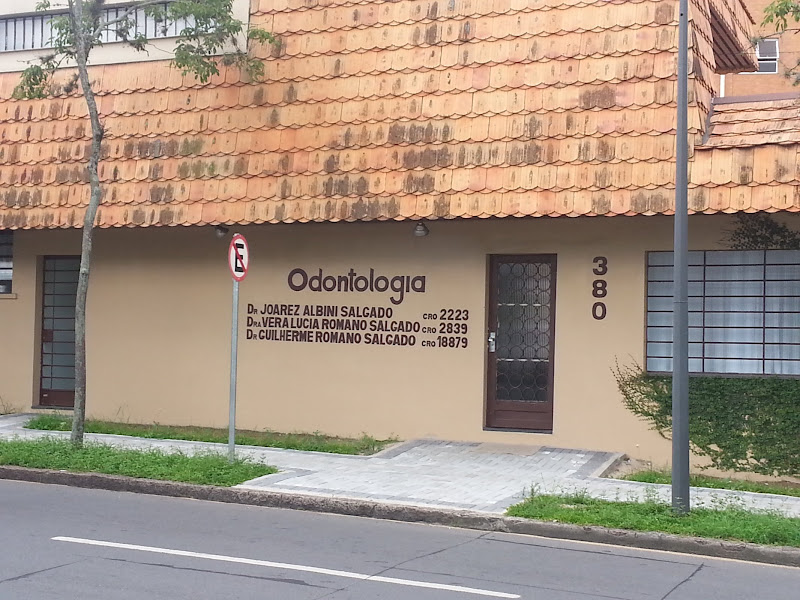 E
Odontologia
DR JOAREZ ALBINI SALGADO CRO 2223
DRA VERA LUCIA ROMANO SALGADO CRO 2839
DR GUILHERME ROMANO SALGADO CRO 18879
380